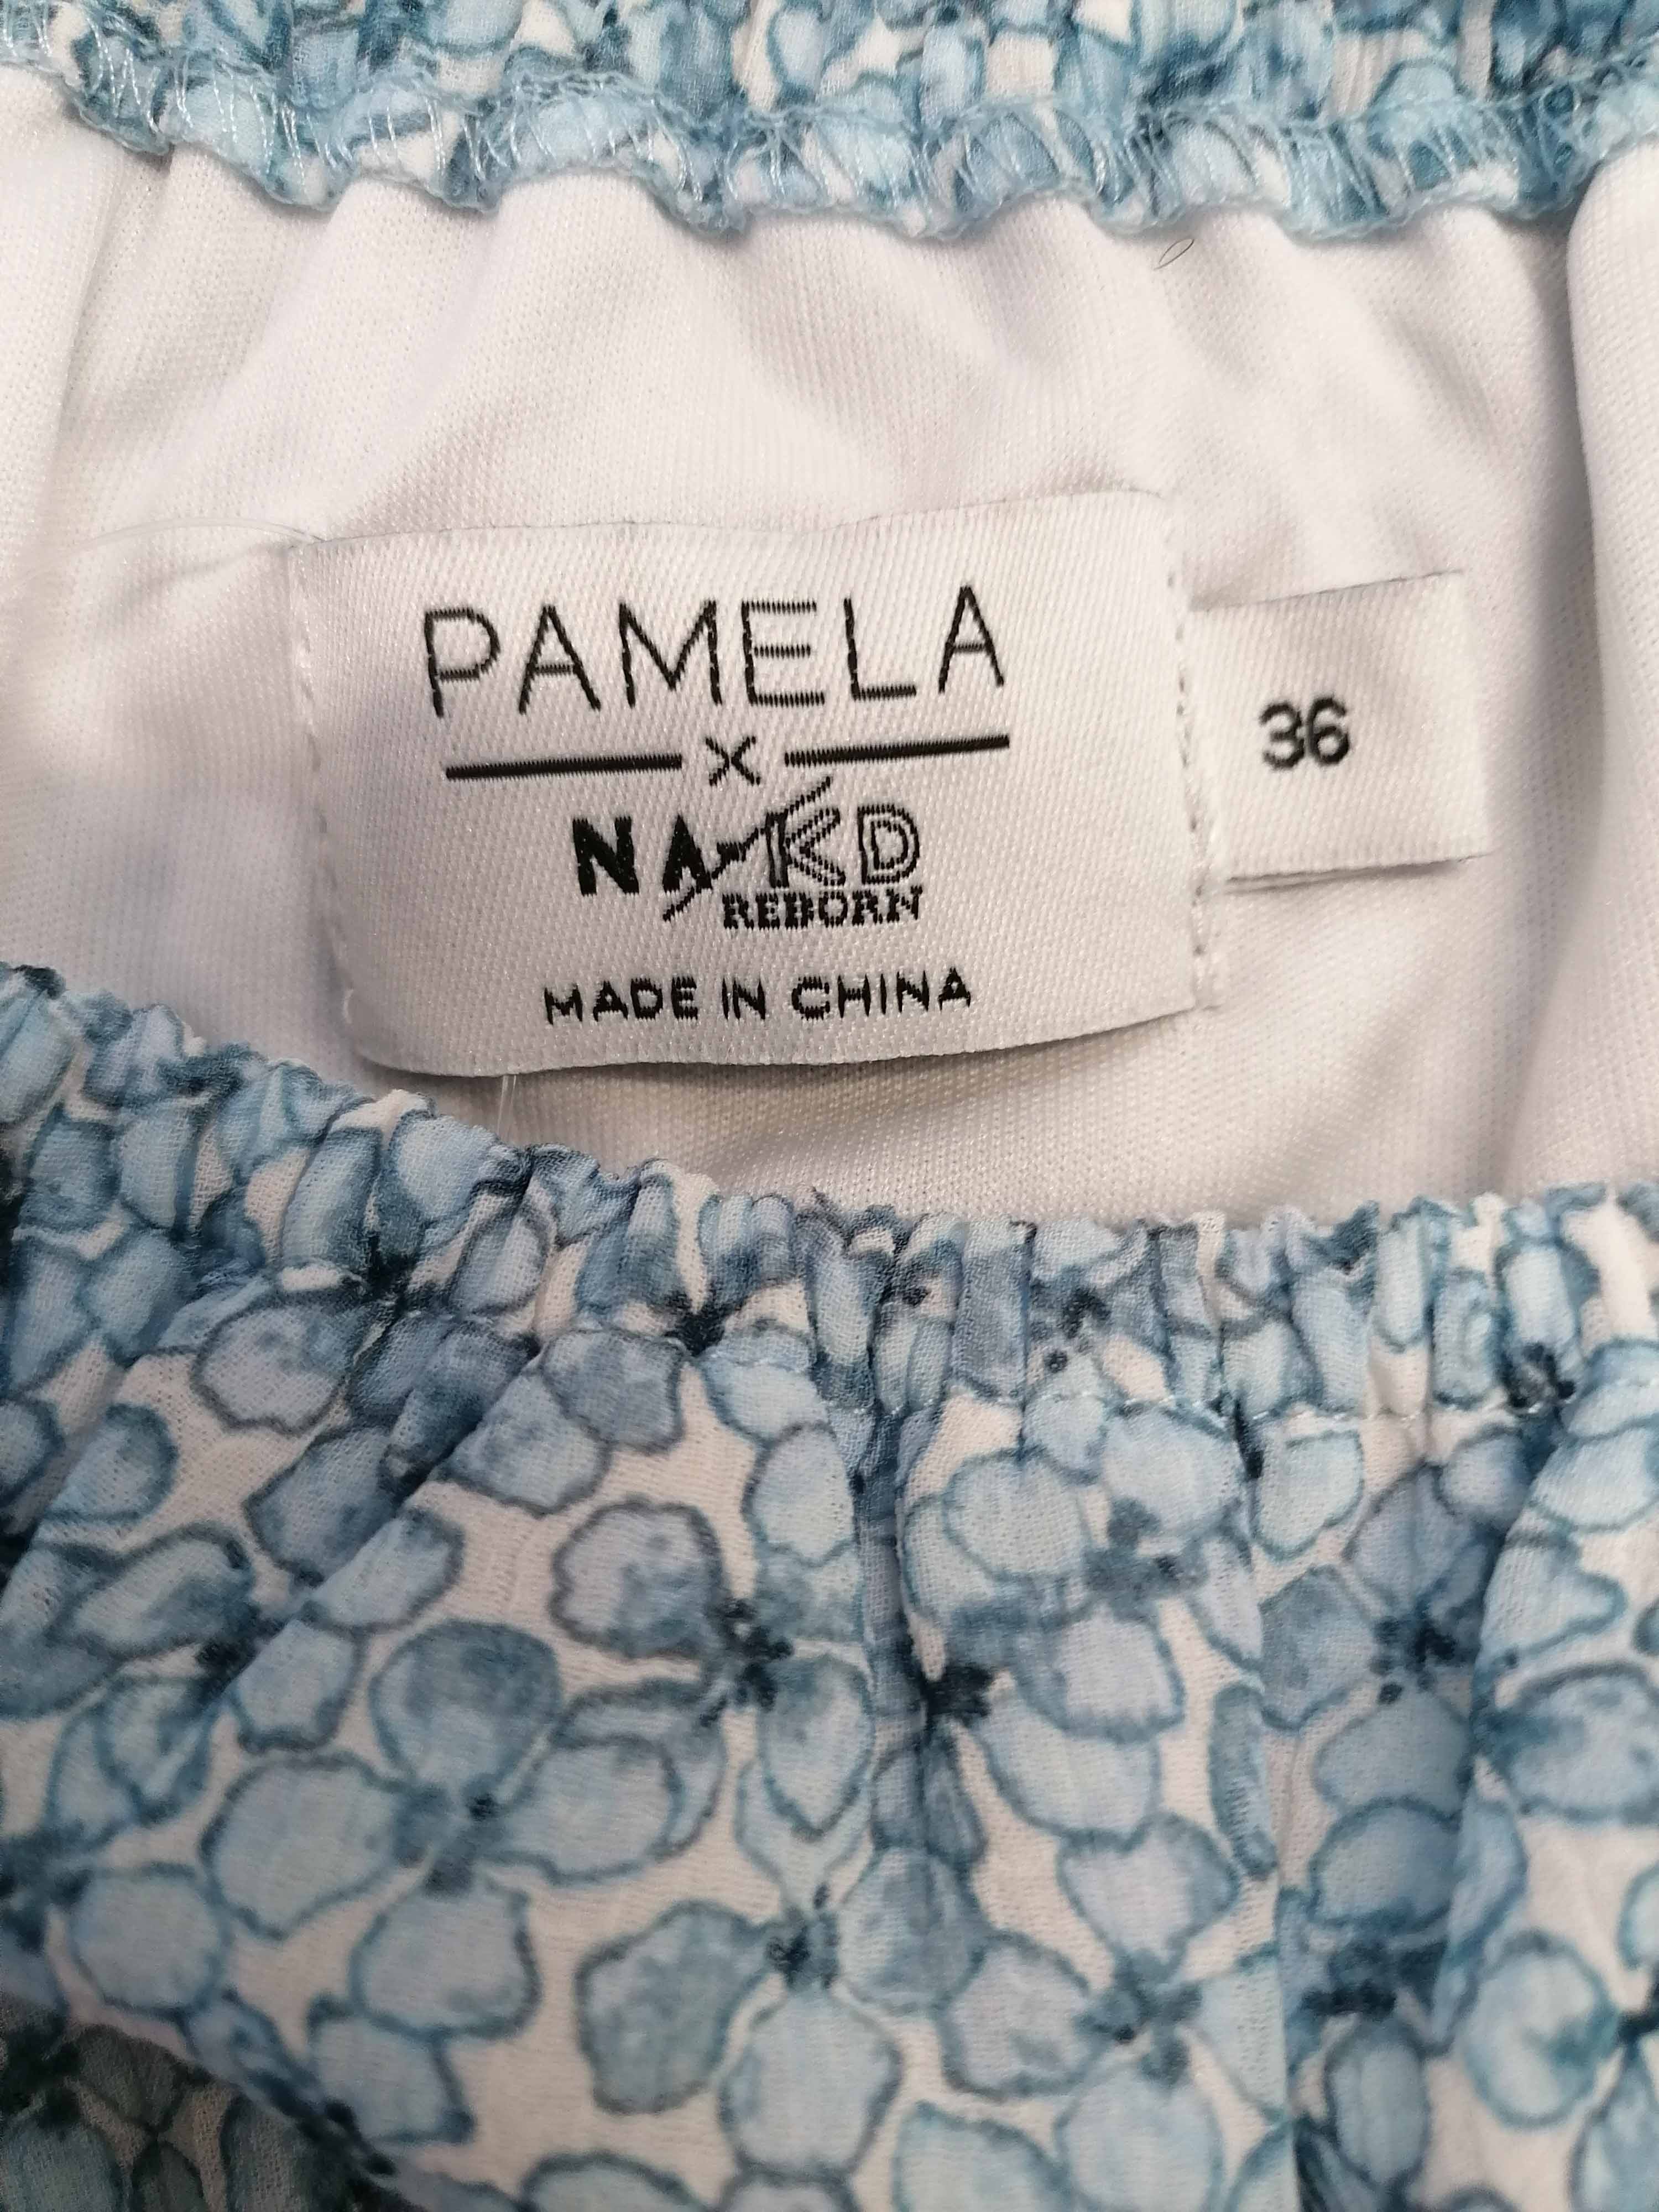 PAMELA
X
NA-KD
REBORN
MADE IN CHINA
36